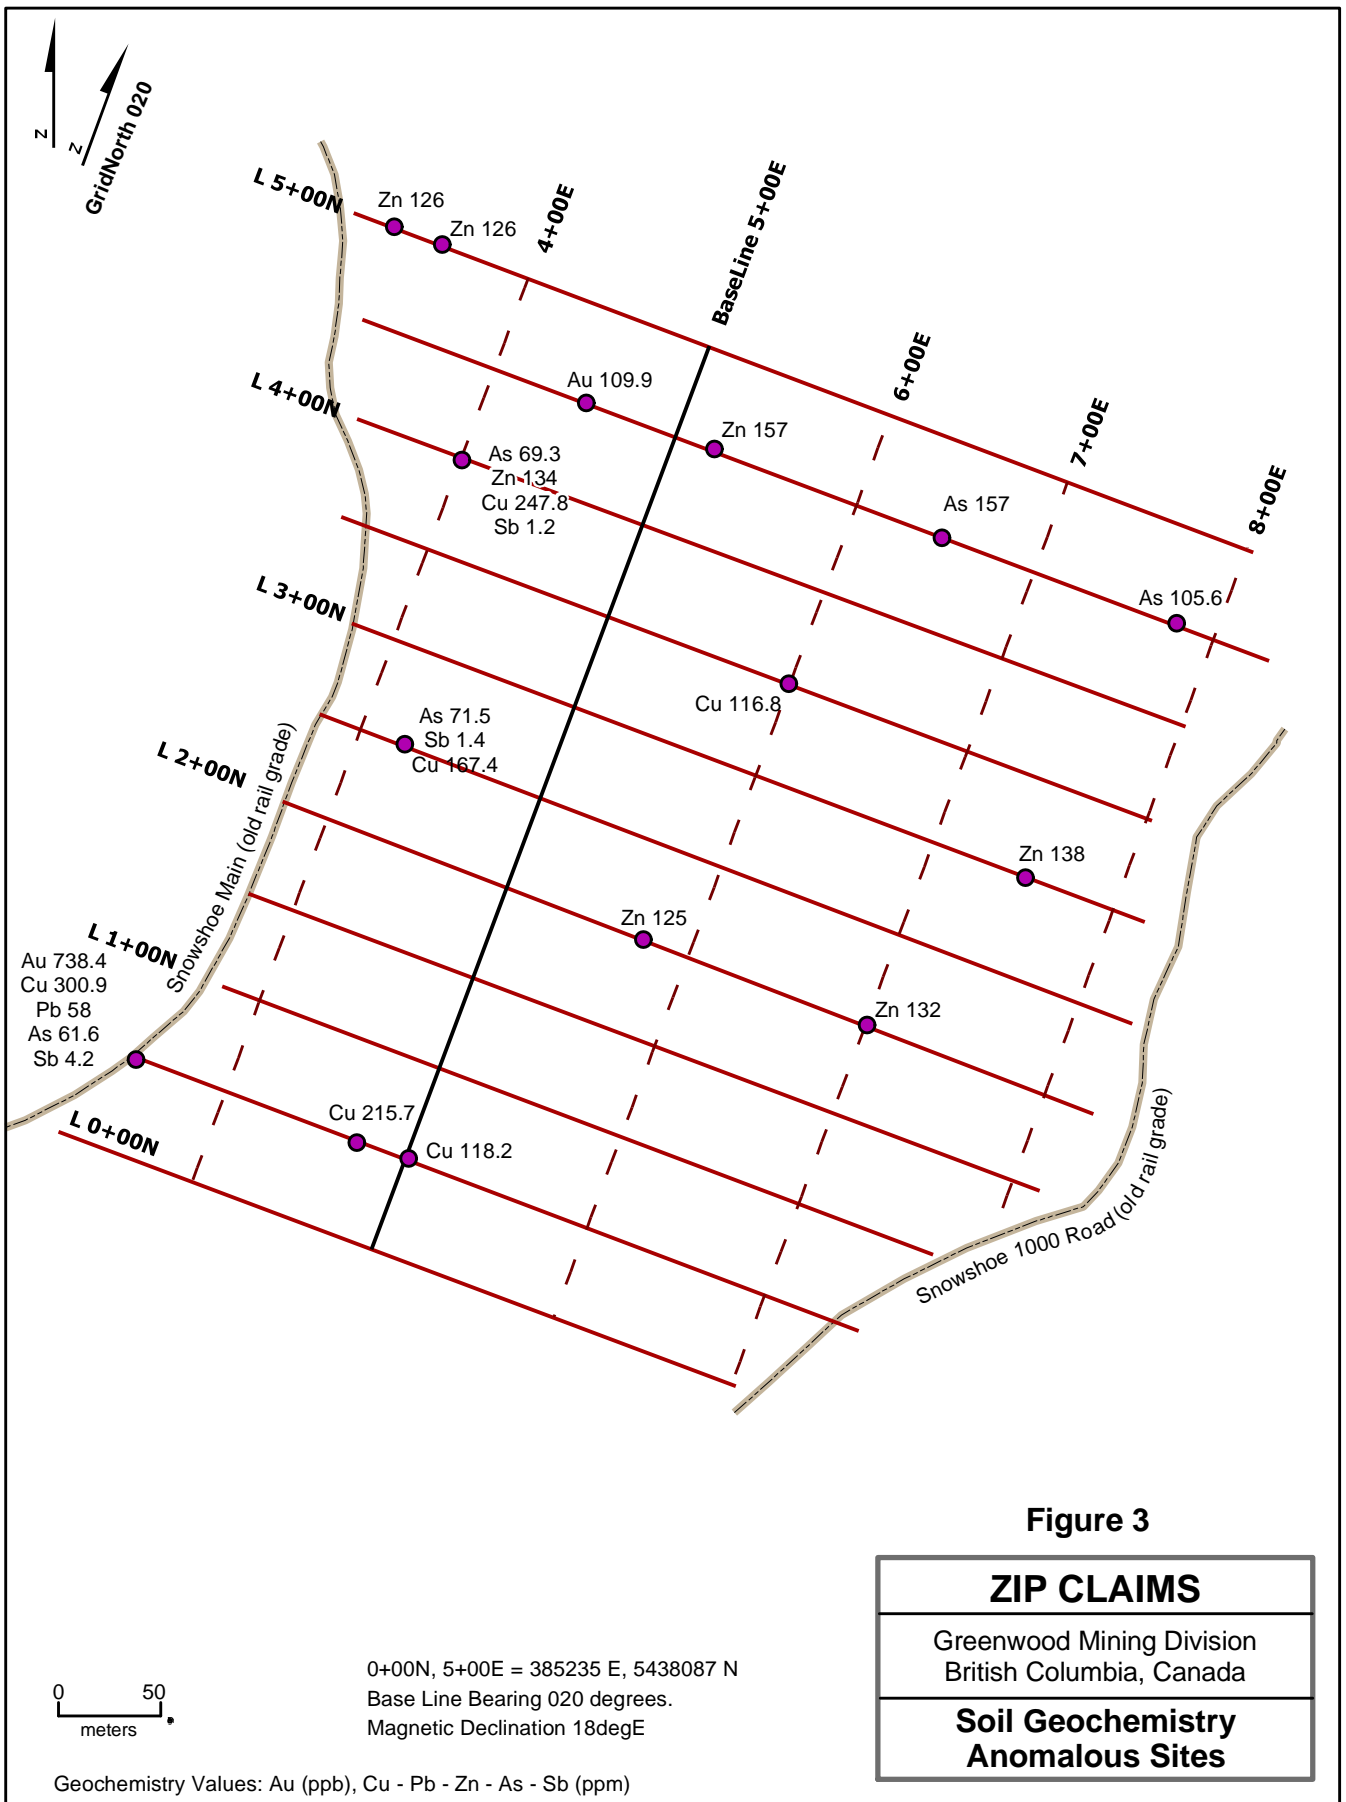 Z
Z
GridNorth 020
L 5+00N
Zn 126
Zn 126
4+00E
BaseLine 5+00E
6+00E
7+00E
8+00E
L 4+00N
Au 109.9
Zn 157
As 69.3
Zn 134
Cu 247.8
Sb 1.2
As 157
As 105.6
L 3+00N
Cu 116.8
As 71.5
Sb 1.4
Cu 167.4
L 2+00N
Snowshoe Main (old rail grade)
Zn 138
Zn 125
Zn 132
L 1+00N
Au 738.4
Cu 300.9
Pb 58
As 61.6
Sb 4.2
Cu 215.7
Cu 118.2
L 0+00N
Snowshoe 1000 Road (old rail grade)
Figure 3
ZIP CLAIMS
Greenwood Mining Division
British Columbia, Canada
Soil Geochemistry
Anomalous Sites
0+00N, 5+00E = 385235 E, 5438087 N
Base Line Bearing 020 degrees.
Magnetic Declination 18degE
0 50
meters
Geochemistry Values: Au (ppb), Cu - Pb - Zn - As - Sb (ppm)